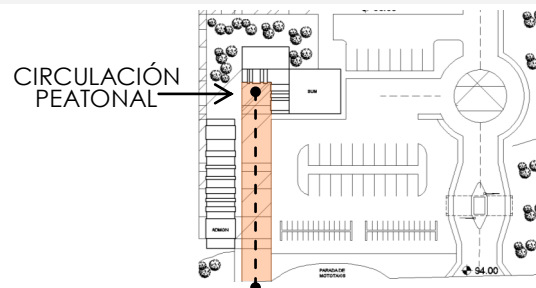 CIRCULACIÓN
PEATONAL
SUM
ADMON
PARADA DE
MOTOTAXIS
94.00